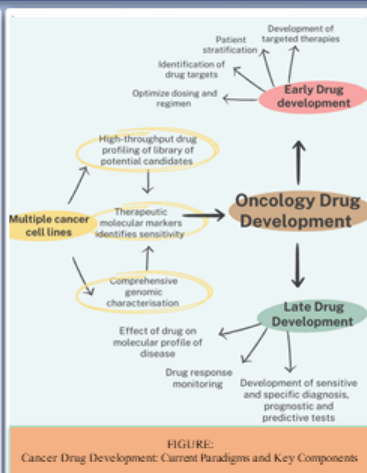 Development of
targeted therapies
Patient
stratification
Identification of
drug targets
Optimize dosing and
regimen
Early Drug
development
High-throughput drug
profiling of library of
potential candidates
Multiple cancer
cell lines
Therapeutic
molecular markers
identifies sensitivity
Oncology Drug
Development
Comprehensive
genomic
characterisation
Late Drug
Development
Effect of drug on
molecular profile of
disease
Drug response
monitoring
Development of sensitive
and specific diagnosis,
prognostic and
predictive tests
FIGURE:
Cancer Drug Development: Current Paradigms and Key Components